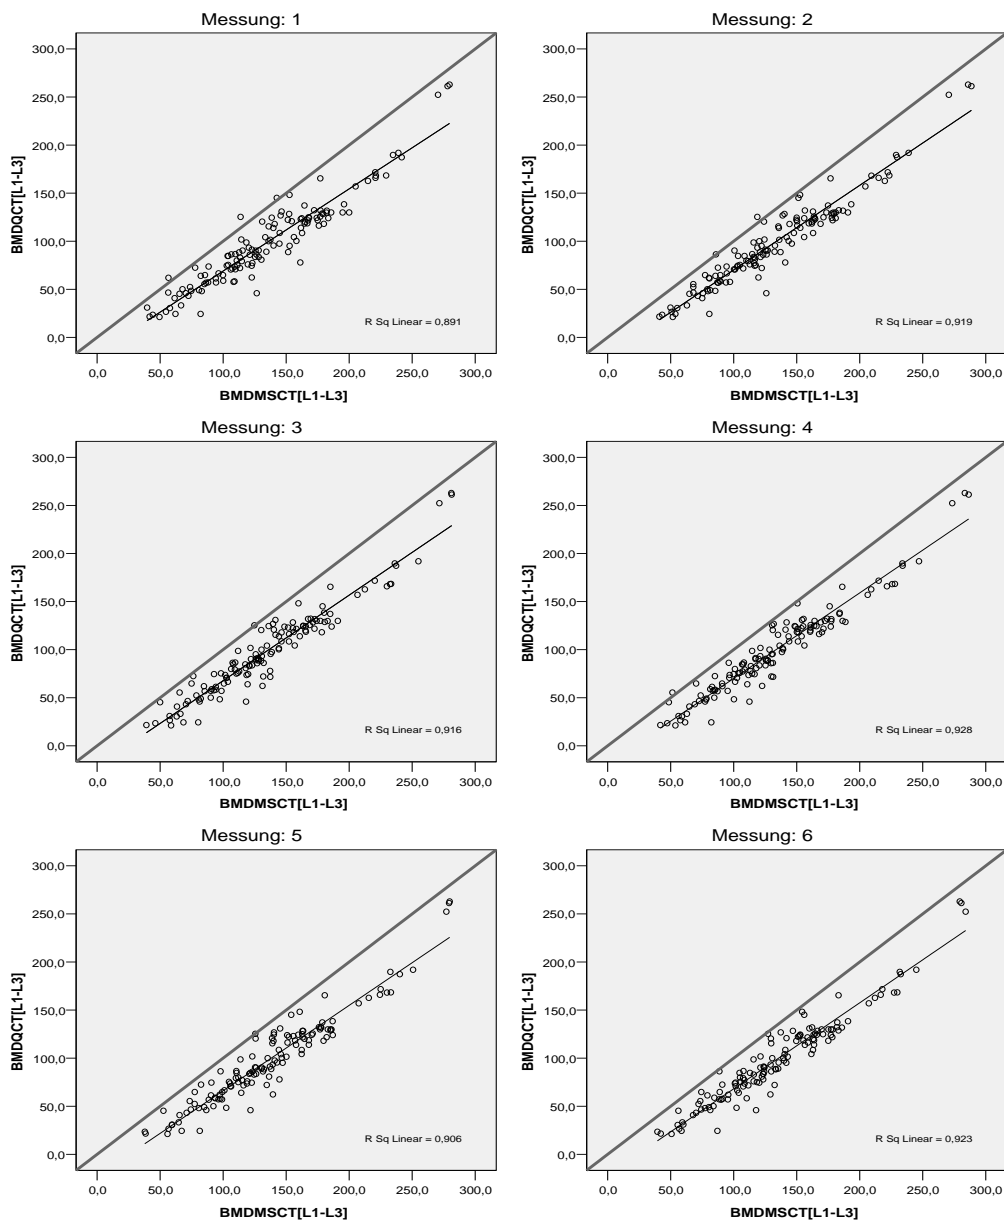 Messung: 1
300,0
250,0
200,0
150,0
100,0
50,0
0,0
BMDQCT[L1-L3]
R Sq Linear = 0,891
0,0 50,0 100,0 150,0 200,0 250,0 300,0
BMDMSCT[L1-L3]
Messung: 2
300,0
250,0
200,0
150,0
100,0
50,0
0,0
BMDQCT[L1-L3]
R Sq Linear = 0,919
0,0 50,0 100,0 150,0 200,0 250,0 300,0
BMDMSCT[L1-L3]
Messung: 3
300,0
250,0
200,0
150,0
100,0
50,0
0,0
BMDQCT[L1-L3]
R Sq Linear = 0,916
0,0 50,0 100,0 150,0 200,0 250,0 300,0
BMDMSCT[L1-L3]
Messung: 4
300,0
250,0
200,0
150,0
100,0
50,0
0,0
BMDQCT[L1-L3]
R Sq Linear = 0,928
0,0 50,0 100,0 150,0 200,0 250,0 300,0
BMDMSCT[L1-L3]
Messung: 5
300,0
250,0
200,0
150,0
100,0
50,0
0,0
BMDQCT[L1-L3]
R Sq Linear = 0,906
0,0 50,0 100,0 150,0 200,0 250,0 300,0
BMDMSCT[L1-L3]
Messung: 6
300,0
250,0
200,0
150,0
100,0
50,0
0,0
BMDQCT[L1-L3]
R Sq Linear = 0,923
0,0 50,0 100,0 150,0 200,0 250,0 300,0
BMDMSCT[L1-L3]